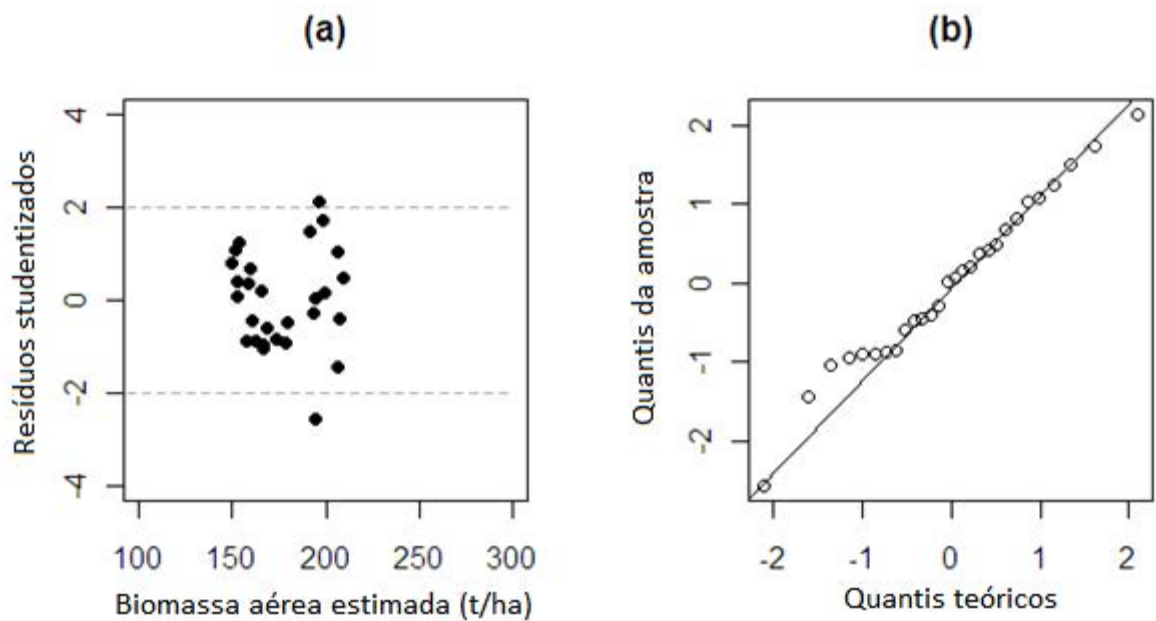 (a)
(b)
4
2
0
-2
-4
Resíduos studentizados
100 150 200 250 300
Biomassa aérea estimada (t/ha)
2
1
0
-1
-2
Quantis da amostra
-2 -1 0 1 2
Quantis teóricos